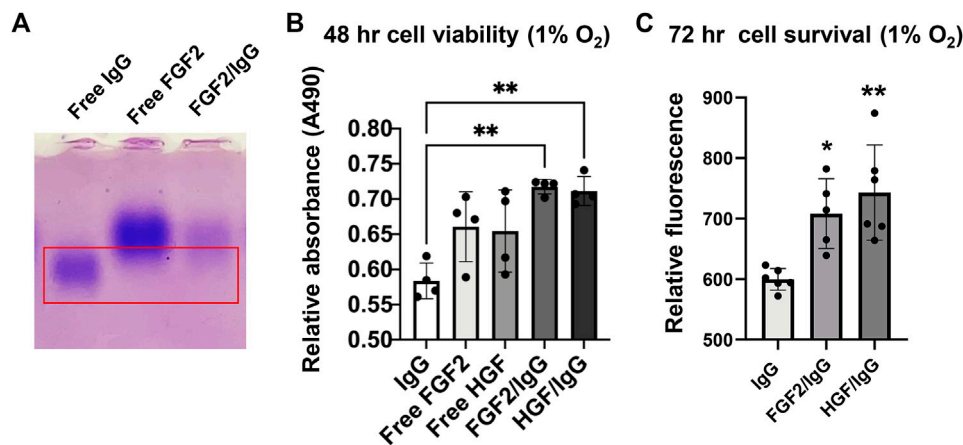 A
Free IgG
Free FGF2
FGF2/IgG
B 48 hr cell viability (1% O₂)
Relative absorbance (A490)
0.80
0.75
0.70
0.65
0.60
0.55
0.50
**
**
IgG
Free FGF2
Free HGF
FGF2/IgG
HGF/IgG
C 72 hr cell survival (1% O₂)
Relative fluorescence
900
800
700
600
500
*
**
IgG
FGF2/IgG
HGF/IgG